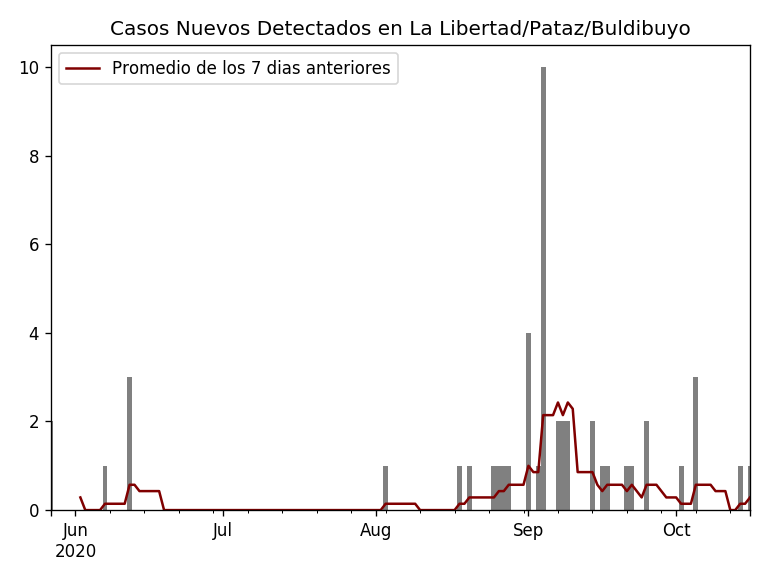 Casos Nuevos Detectados en La Libertad/Pataz/Buldibuyo
Promedio de los 7 dias anteriores
10
8
6
4
2
0
Jun Jul Aug Sep Oct
2020